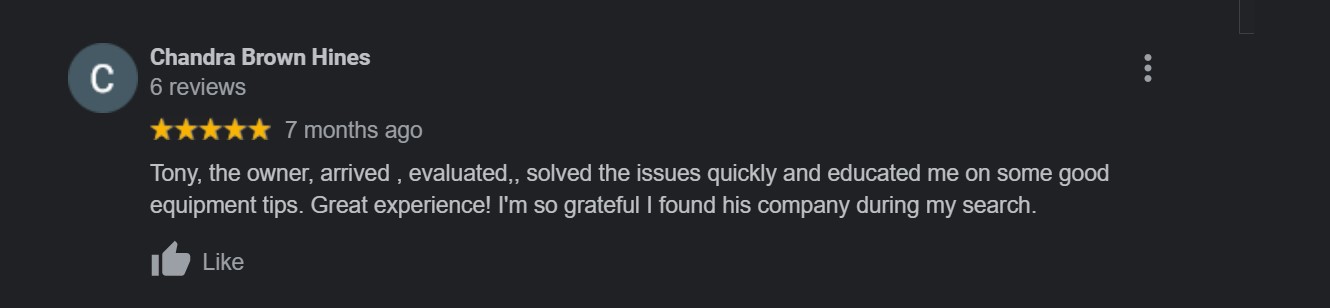 C
Chandra Brown Hines
6 reviews
7 months ago
Tony, the owner, arrived , evaluated,, solved the issues quickly and educated me on some good
equipment tips. Great experience! I'm so grateful I found his company during my search.
Like